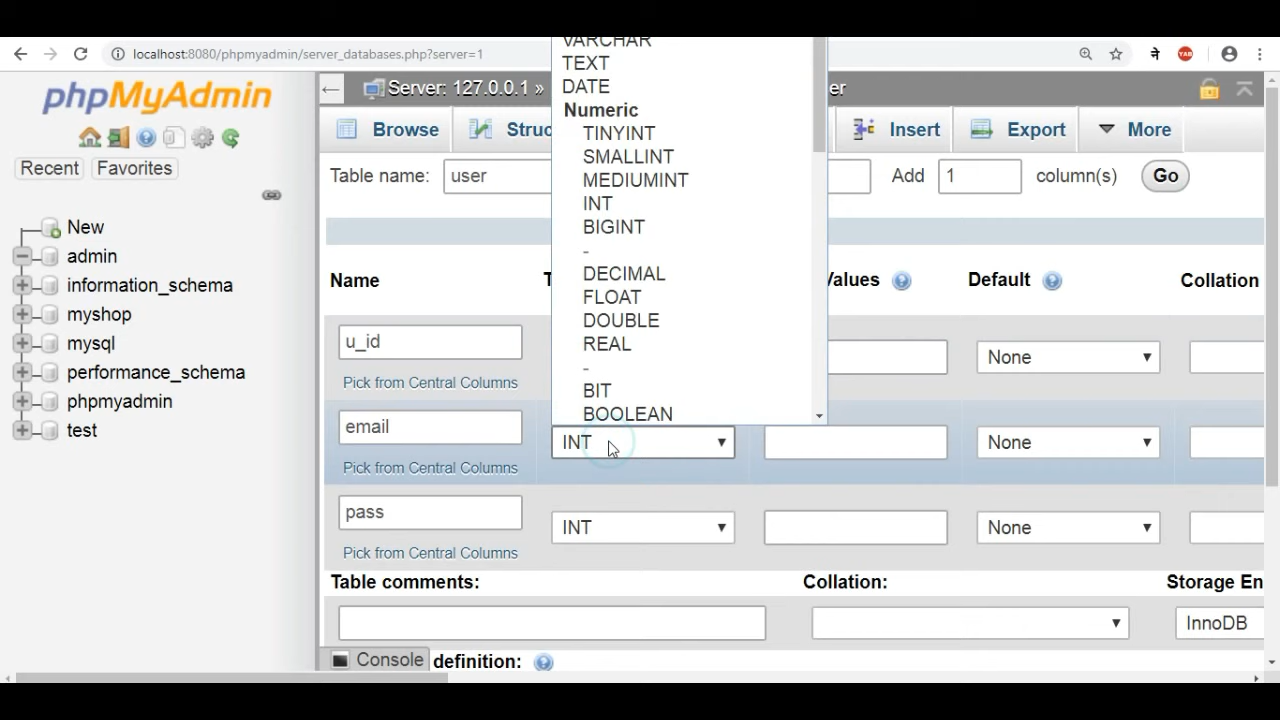 localhost:8080/phpmyadmin/server_databases.php?server=1
phpMyAdmin
Recent Favorites
New
admin
information_schema
myshop
mysql
performance_schema
phpmyadmin
test
Server: 127.0.0.1 »
Browse
Insert
Export
More
Table name: user
Add 1 column(s) Go
Name
Values
Default
Collation
u_id
None
Pick from Central Columns
email
INT
None
Pick from Central Columns
pass
INT
None
Pick from Central Columns
VARCHAR
TEXT
DATE
Numeric
TINYINT
SMALLINT
MEDIUMINT
INT
BIGINT
-
DECIMAL
FLOAT
DOUBLE
REAL
-
BIT
BOOLEAN
Table comments:
Collation:
Storage En
InnoDB
Console
definition: